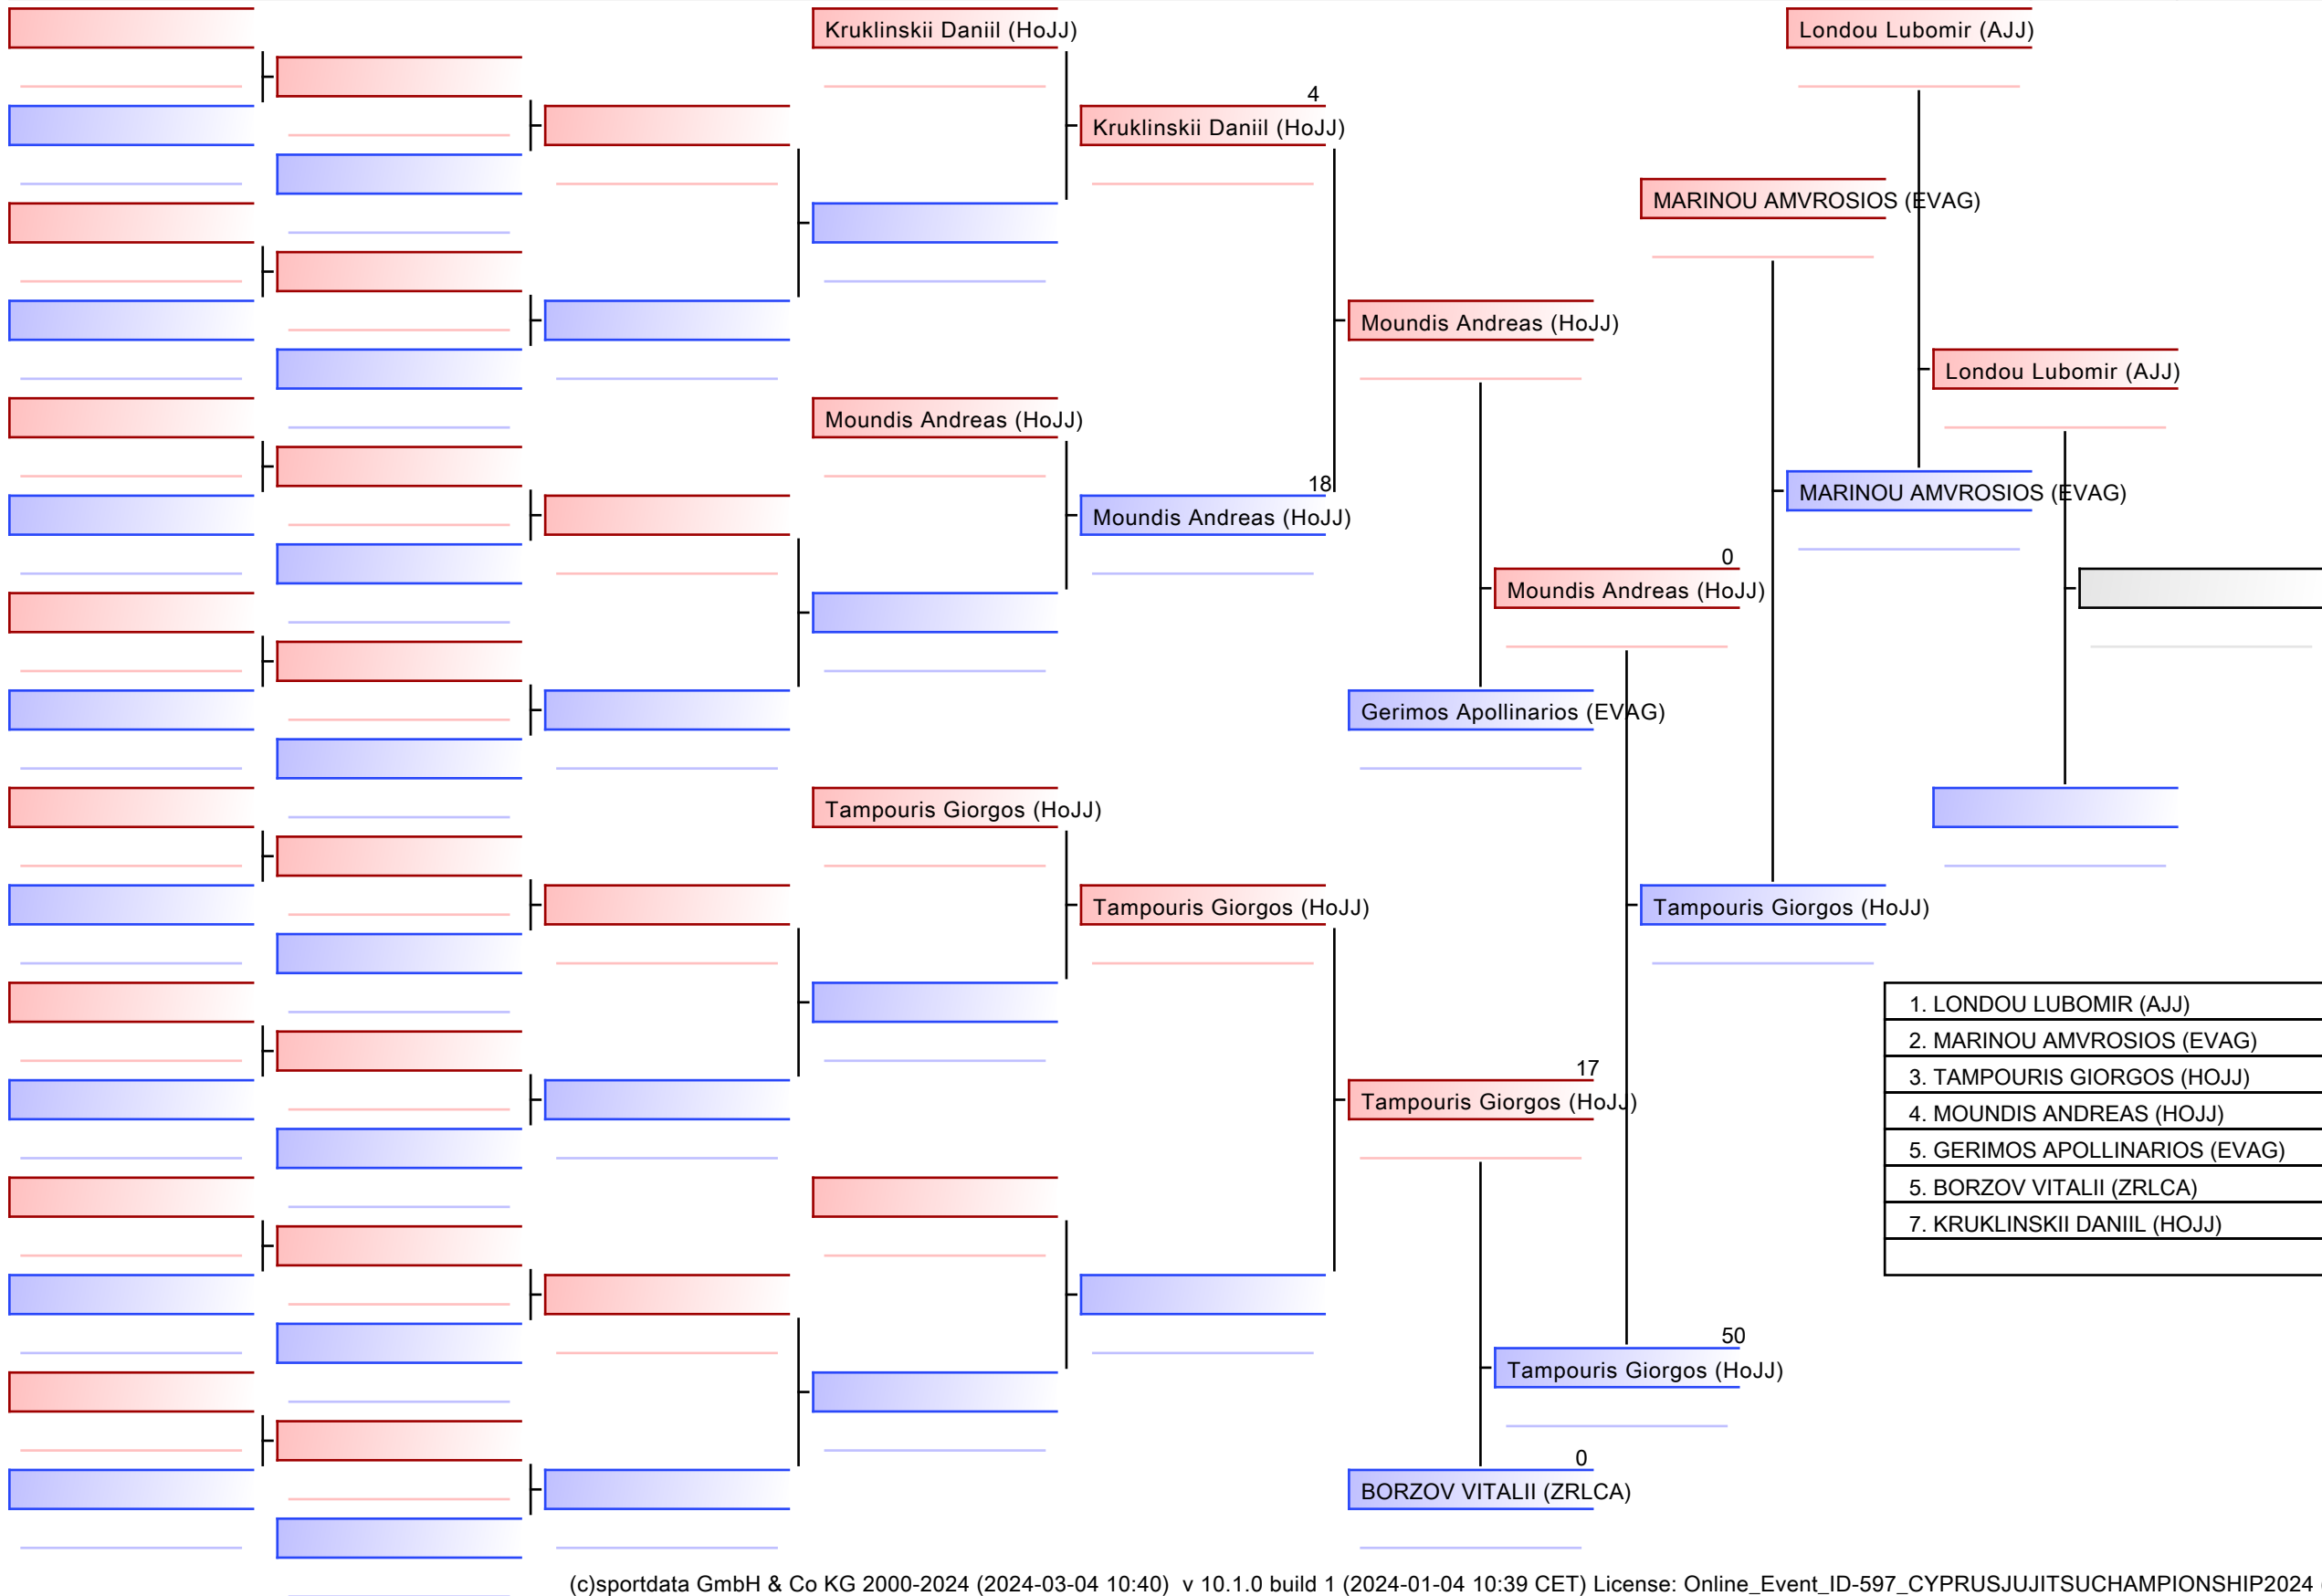 Kruklinskii Daniil (HoJJ)
Londou Lubomir (AJJ)
4
Kruklinskii Daniil (HoJJ)
MARINOU AMVROSIOS (EVAG)
Moundis Andreas (HoJJ)
Londou Lubomir (AJJ)
Moundis Andreas (HoJJ)
18
MARINOU AMVROSIOS (EVAG)
Moundis Andreas (HoJJ)
0
Moundis Andreas (HoJJ)
Gerimos Apollinarios (EVAG)
Tampouris Giorgos (HoJJ)
Tampouris Giorgos (HoJJ)
Tampouris Giorgos (HoJJ)
1. LONDOU LUBOMIR (AJJ)
2. MARINOU AMVROSIOS (EVAG)
17
3. TAMPOURIS GIORGOS (HOJJ)
Tampouris Giorgos (HoJJ)
4. MOUNDIS ANDREAS (HOJJ)
5. GERIMOS APOLLINARIOS (EVAG)
5. BORZOV VITALII (ZRLCA)
7. KRUKLINSKII DANIIL (HOJJ)
50
Tampouris Giorgos (HoJJ)
0
BORZOV VITALII (ZRLCA)
(c)sportdata GmbH & Co KG 2000-2024 (2024-03-04 10:40) v 10.1.0 build 1 (2024-01-04 10:39 CET) License: Online_Event_ID-597_CYPRUSJUJITSUCHAMPIONSHIP2024